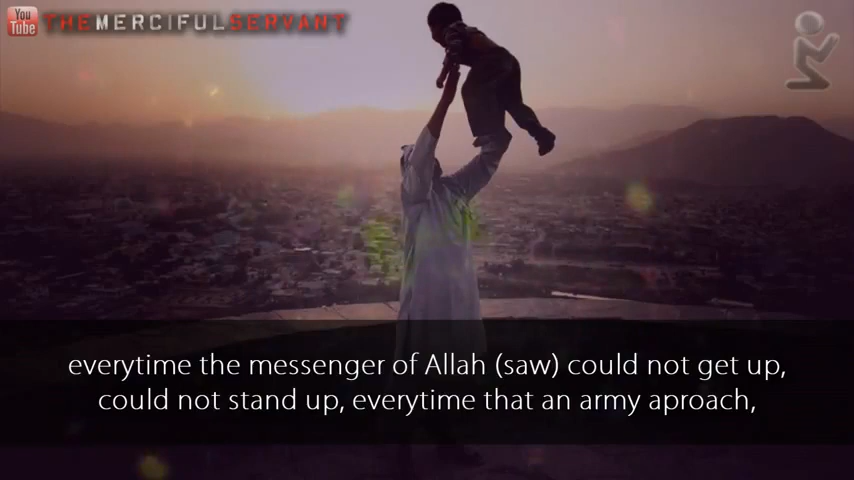 You
Tube
THEMERCIFULSERVANT
everytime the messenger of Allah (saw) could not get up,
could not stand up, everytime that an army aproach,